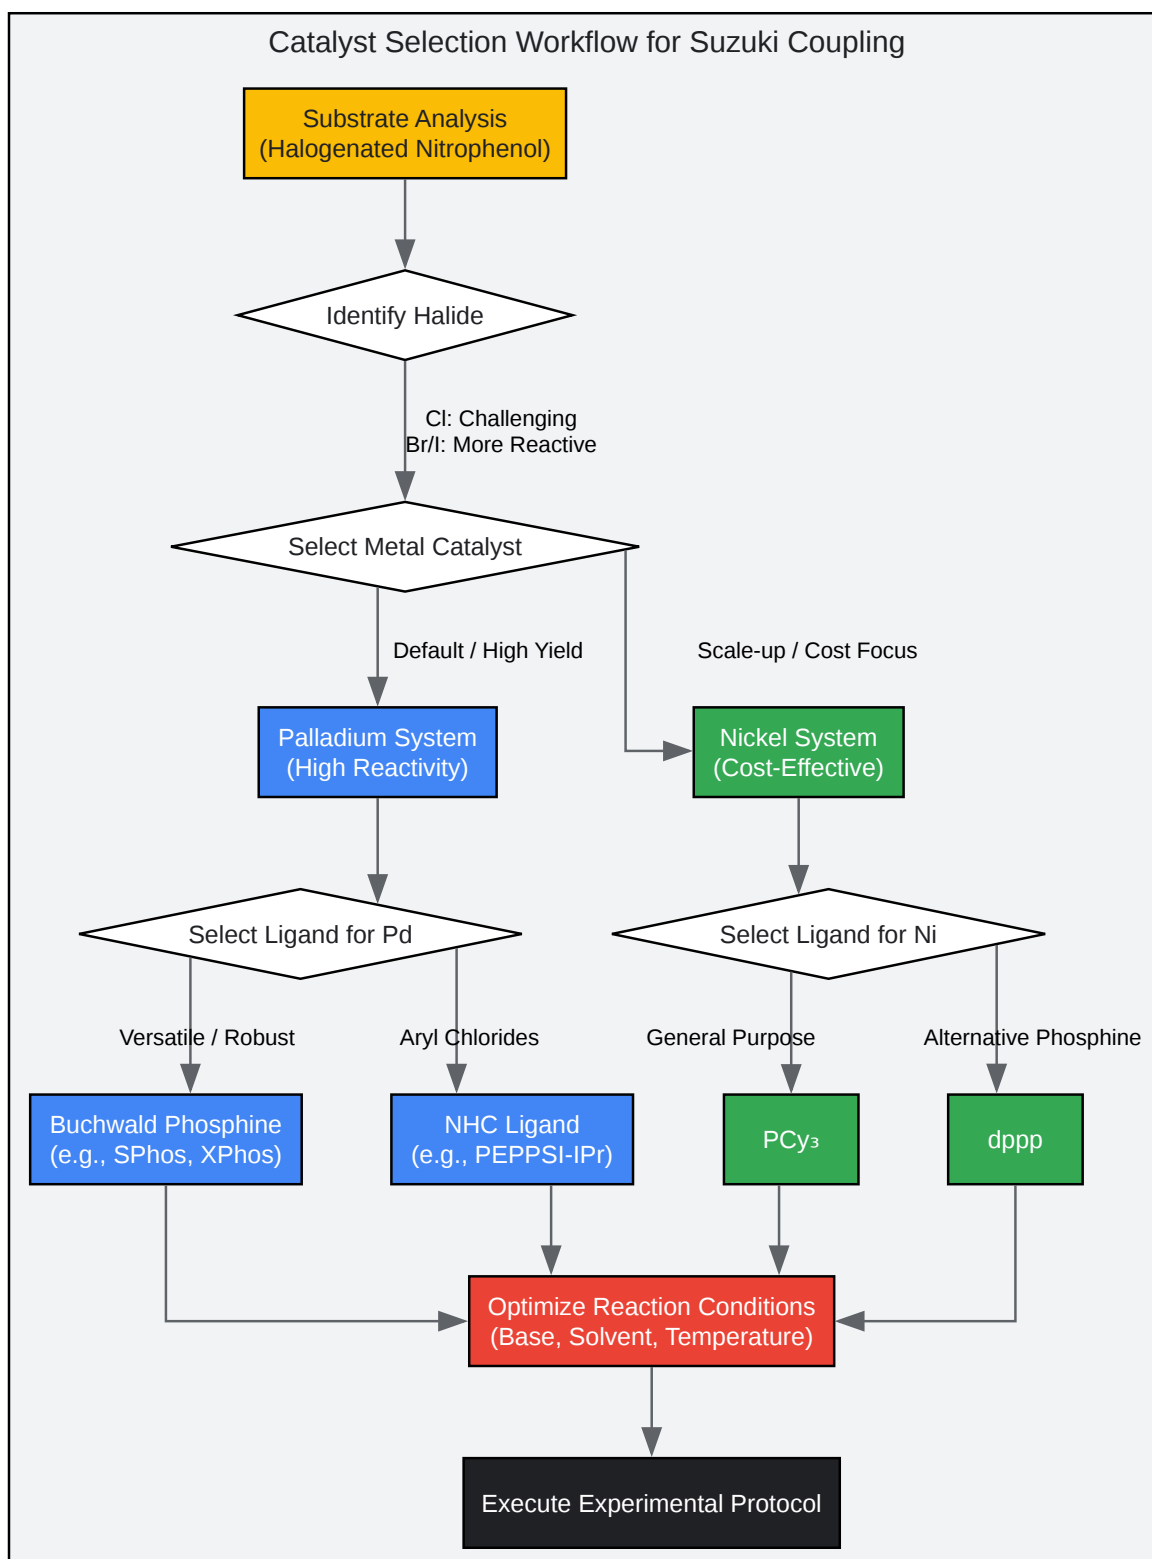 Catalyst Selection Workflow for Suzuki Coupling
Substrate Analysis
(Halogenated Nitrophenol)
Identify Halide
Cl: Challenging
Br/I: More Reactive
Select Metal Catalyst
Default / High Yield
Scale-up / Cost Focus
Palladium System
(High Reactivity)
Nickel System
(Cost-Effective)
Select Ligand for Pd
Select Ligand for Ni
Versatile / Robust
Aryl Chlorides
General Purpose
Alternative Phosphine
Buchwald Phosphine
(e.g., SPhos, XPhos)
NHC Ligand
(e.g., PEPPSI-IPr)
PCy₃
dppp
Optimize Reaction Conditions
(Base, Solvent, Temperature)
Execute Experimental Protocol